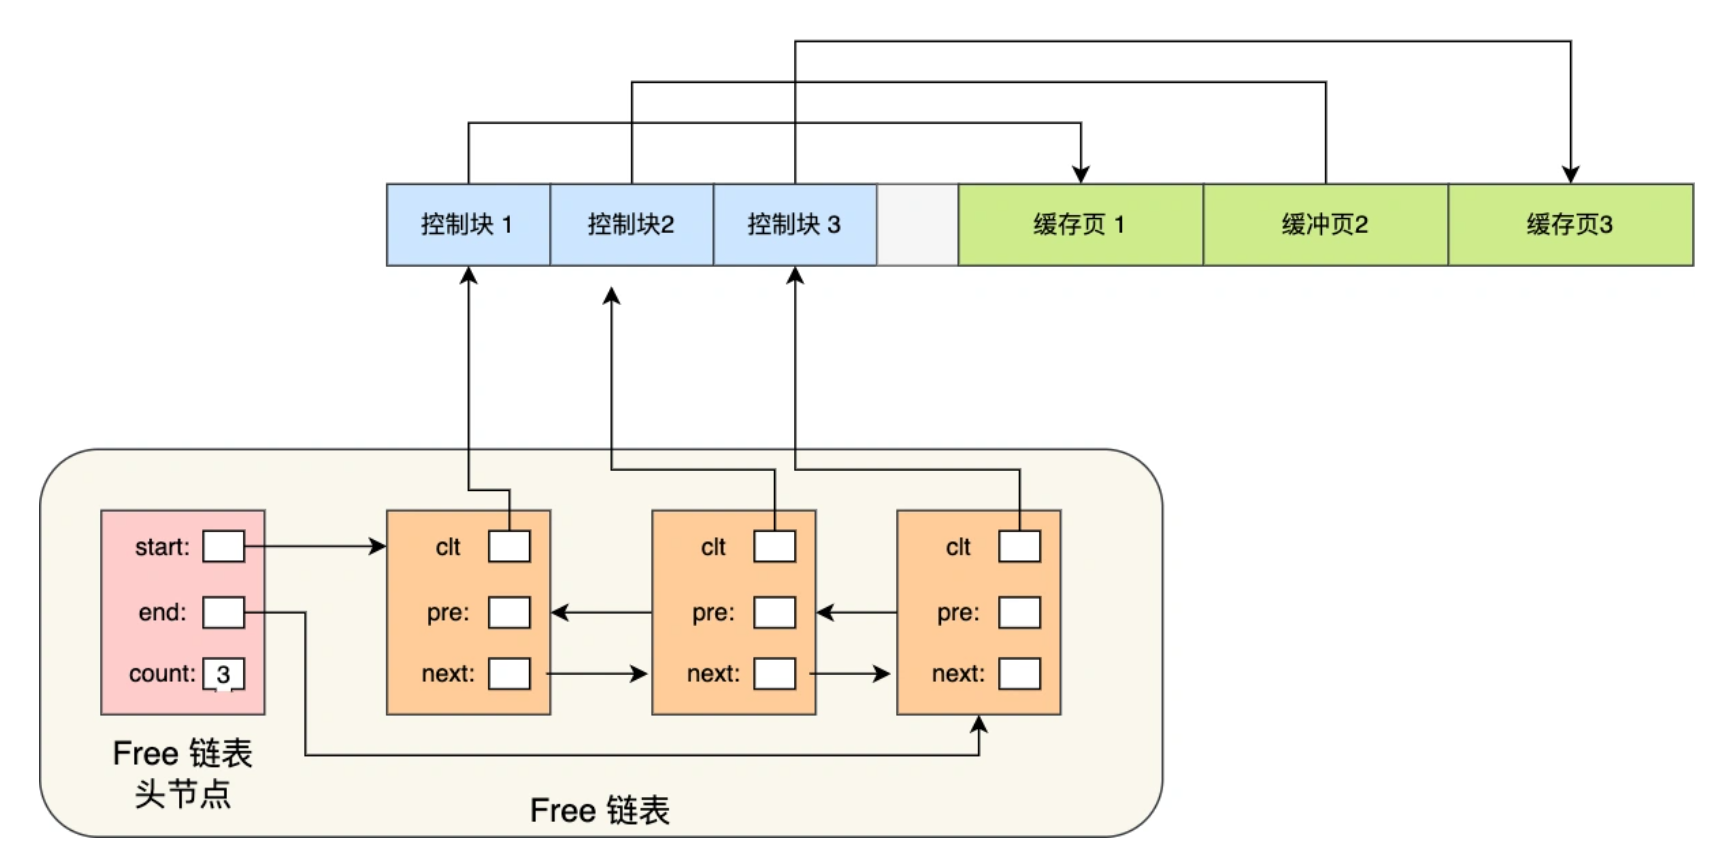 控制块 1
控制块2
控制块 3
缓存页 1
缓冲页2
缓存页3
start:
end:
count: 3
clt
pre:
next:
clt
pre:
next:
clt
pre:
next:
Free 链表
头节点
Free 链表